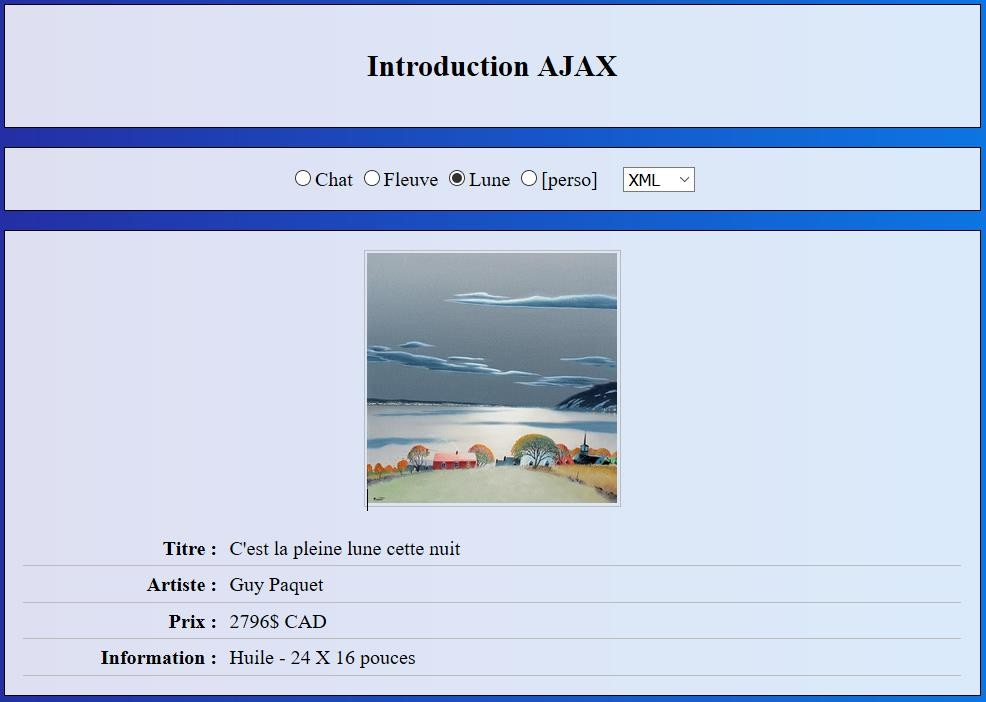 Introduction AJAX
Chat Fleuve Lune [perso] XML
Titre : C'est la pleine lune cette nuit
Artiste : Guy Paquet
Prix : 2796$ CAD
Information : Huile - 24 X 16 pouces